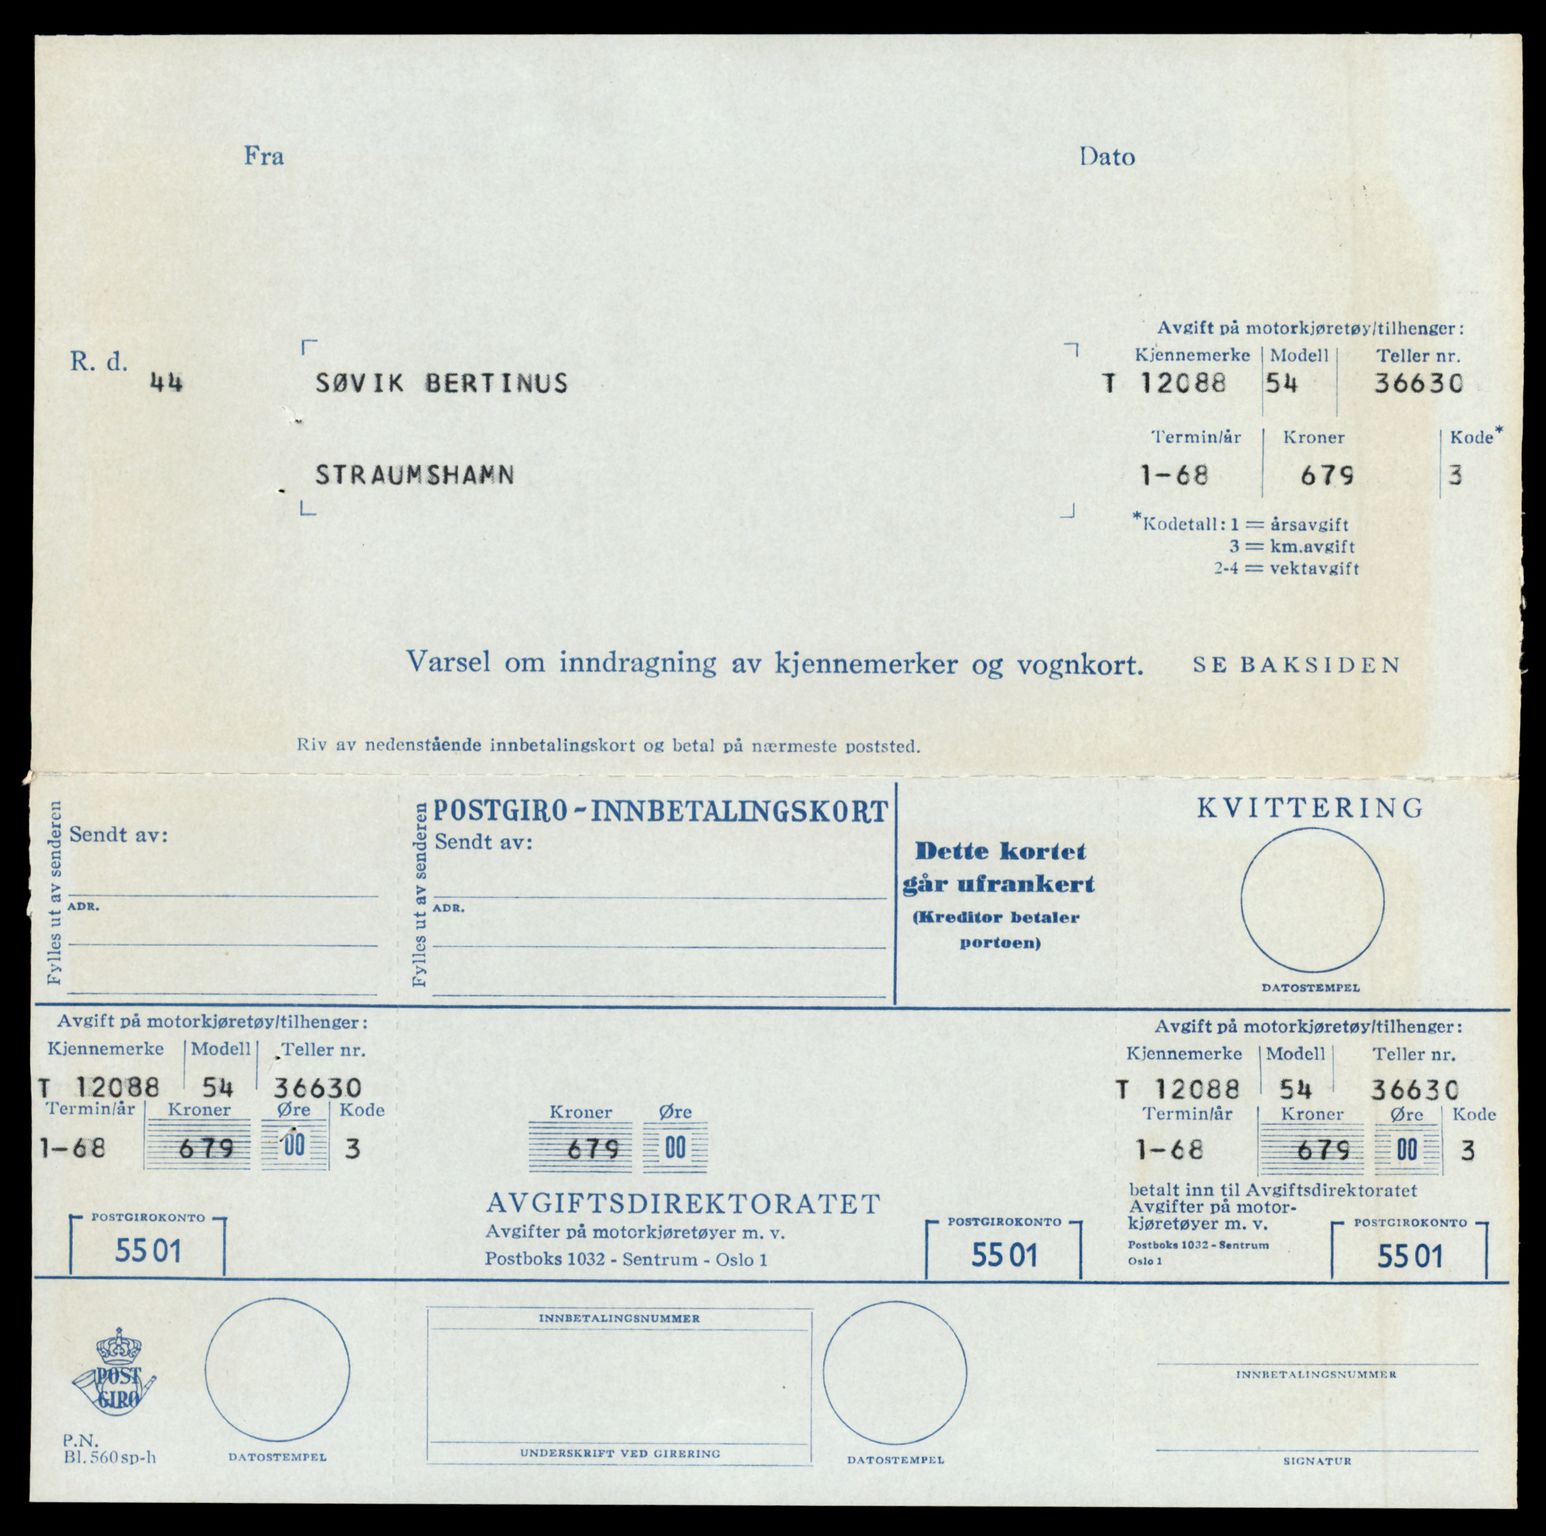 Fra
Dato
Avgift på motorkjøretøy/tilhenger:
R. d. 44
Kjennemerke Modell Teller nr.
SØVIK BERTINUS
T 12088 54 36630
Termin/år Kroner Kode*
STRAUMSHAMN
1-68 679 3
*Kodetall: 1 = årsavgift
3 = km.avgift
2-4 = vektavgift
Varsel om inndragning av kjennemerker og vognkort. SE BAKSIDEN
Riv av nedenstående innbetalingskort og betal på nærmeste poststed.
Fylles ut av senderen
Sendt av:
ADR.
Fylles ut av senderen
POSTGIRO-INNBETALINGSKORT
Sendt av:
ADR.
Dette kortet
går ufrankert
(Kreditor betaler
portoen)
KVITTERING
DATOSTEMPEL
Avgift på motorkjøretøy/tilhenger:
Kjennemerke Modell Teller nr.
T 12088 54 36630
Termin/år Kroner Øre Kode
1-68 679 00 3
POSTGIROKONTO
5501
Kroner Øre
679 00
AVGIFTSDIREKTORATET
Avgifter på motorkjøretøyer m. v.
Postboks 1032 - Sentrum - Oslo 1
POSTGIROKONTO
5501
Avgift på motorkjøretøy/tilhenger:
Kjennemerke Modell Teller nr.
T 12088 54 36630
Termin/år Kroner Øre Kode
1-68 679 00 3
betalt inn til Avgiftsdirektoratet
Avgifter på motor-
kjøretøyer m. v.
Postboks 1032 - Sentrum
Oslo 1
POSTGIROKONTO
5501
POST
GIRO
P.N.
Bl. 560 sp-h
DATOSTEMPEL
INNBETALINGSNUMMER
UNDERSKRIFT VED GIRERING
DATOSTEMPEL
INNBETALINGSNUMMER
SIGNATUR